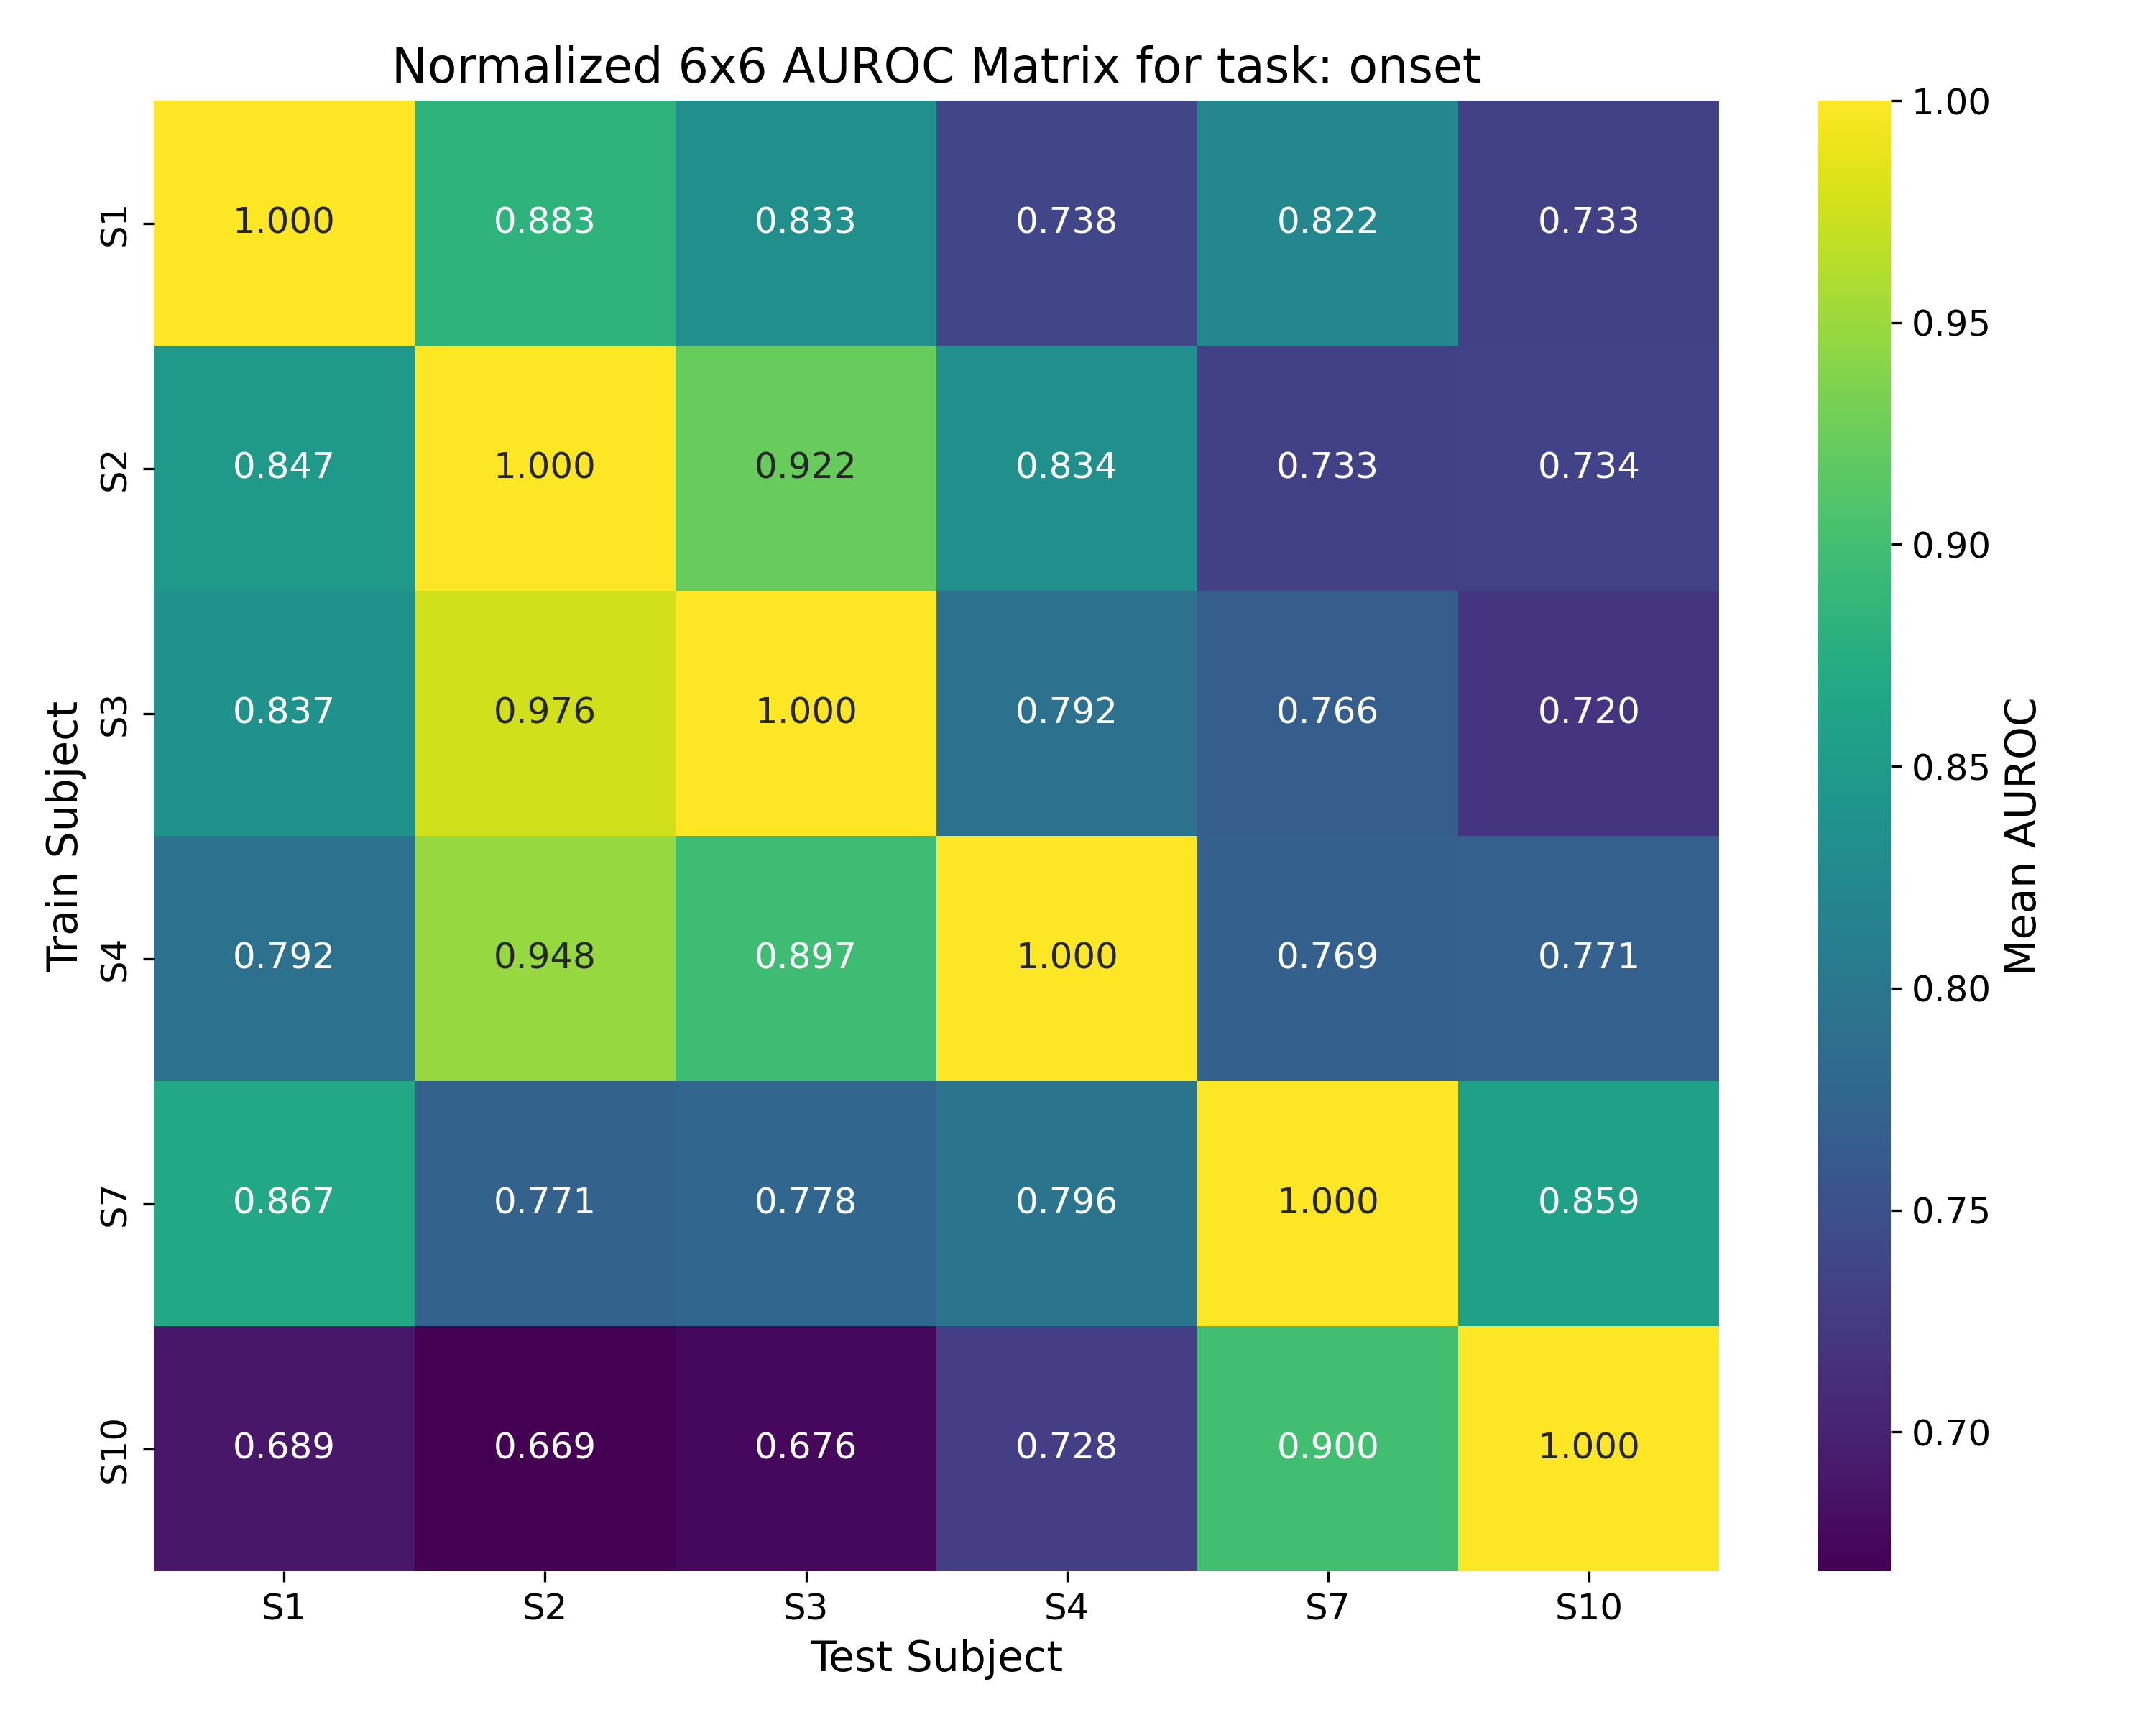 Normalized 6x6 AUROC Matrix for task: onset
Train Subject
S1 1.000 0.883 0.833 0.738 0.822 0.733
S2 0.847 1.000 0.922 0.834 0.733 0.734
S3 0.837 0.976 1.000 0.792 0.766 0.720
S4 0.792 0.948 0.897 1.000 0.769 0.771
S7 0.867 0.771 0.778 0.796 1.000 0.859
S10 0.689 0.669 0.676 0.728 0.900 1.000
S1 S2 S3 S4 S7 S10
Test Subject
1.00
0.95
0.90
0.85
0.80
0.75
0.70
Mean AUROC